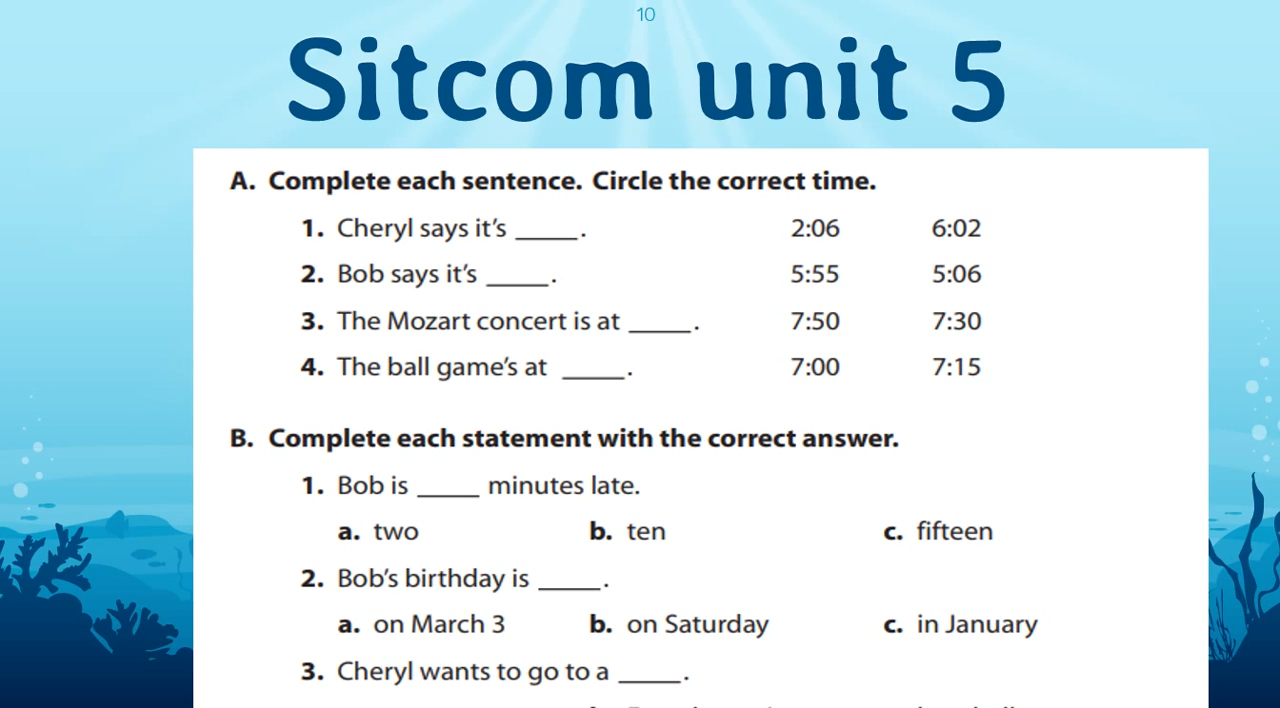 10
Sitcom unit 5
A. Complete each sentence. Circle the correct time.
1. Cheryl says it's _____. 2:06 6:02
2. Bob says it's _____. 5:55 5:06
3. The Mozart concert is at _____. 7:50 7:30
4. The ball game's at _____. 7:00 7:15
B. Complete each statement with the correct answer.
1. Bob is _____ minutes late.
a. two b. ten c. fifteen
2. Bob's birthday is _____.
a. on March 3 b. on Saturday c. in January
3. Cheryl wants to go to a _____.